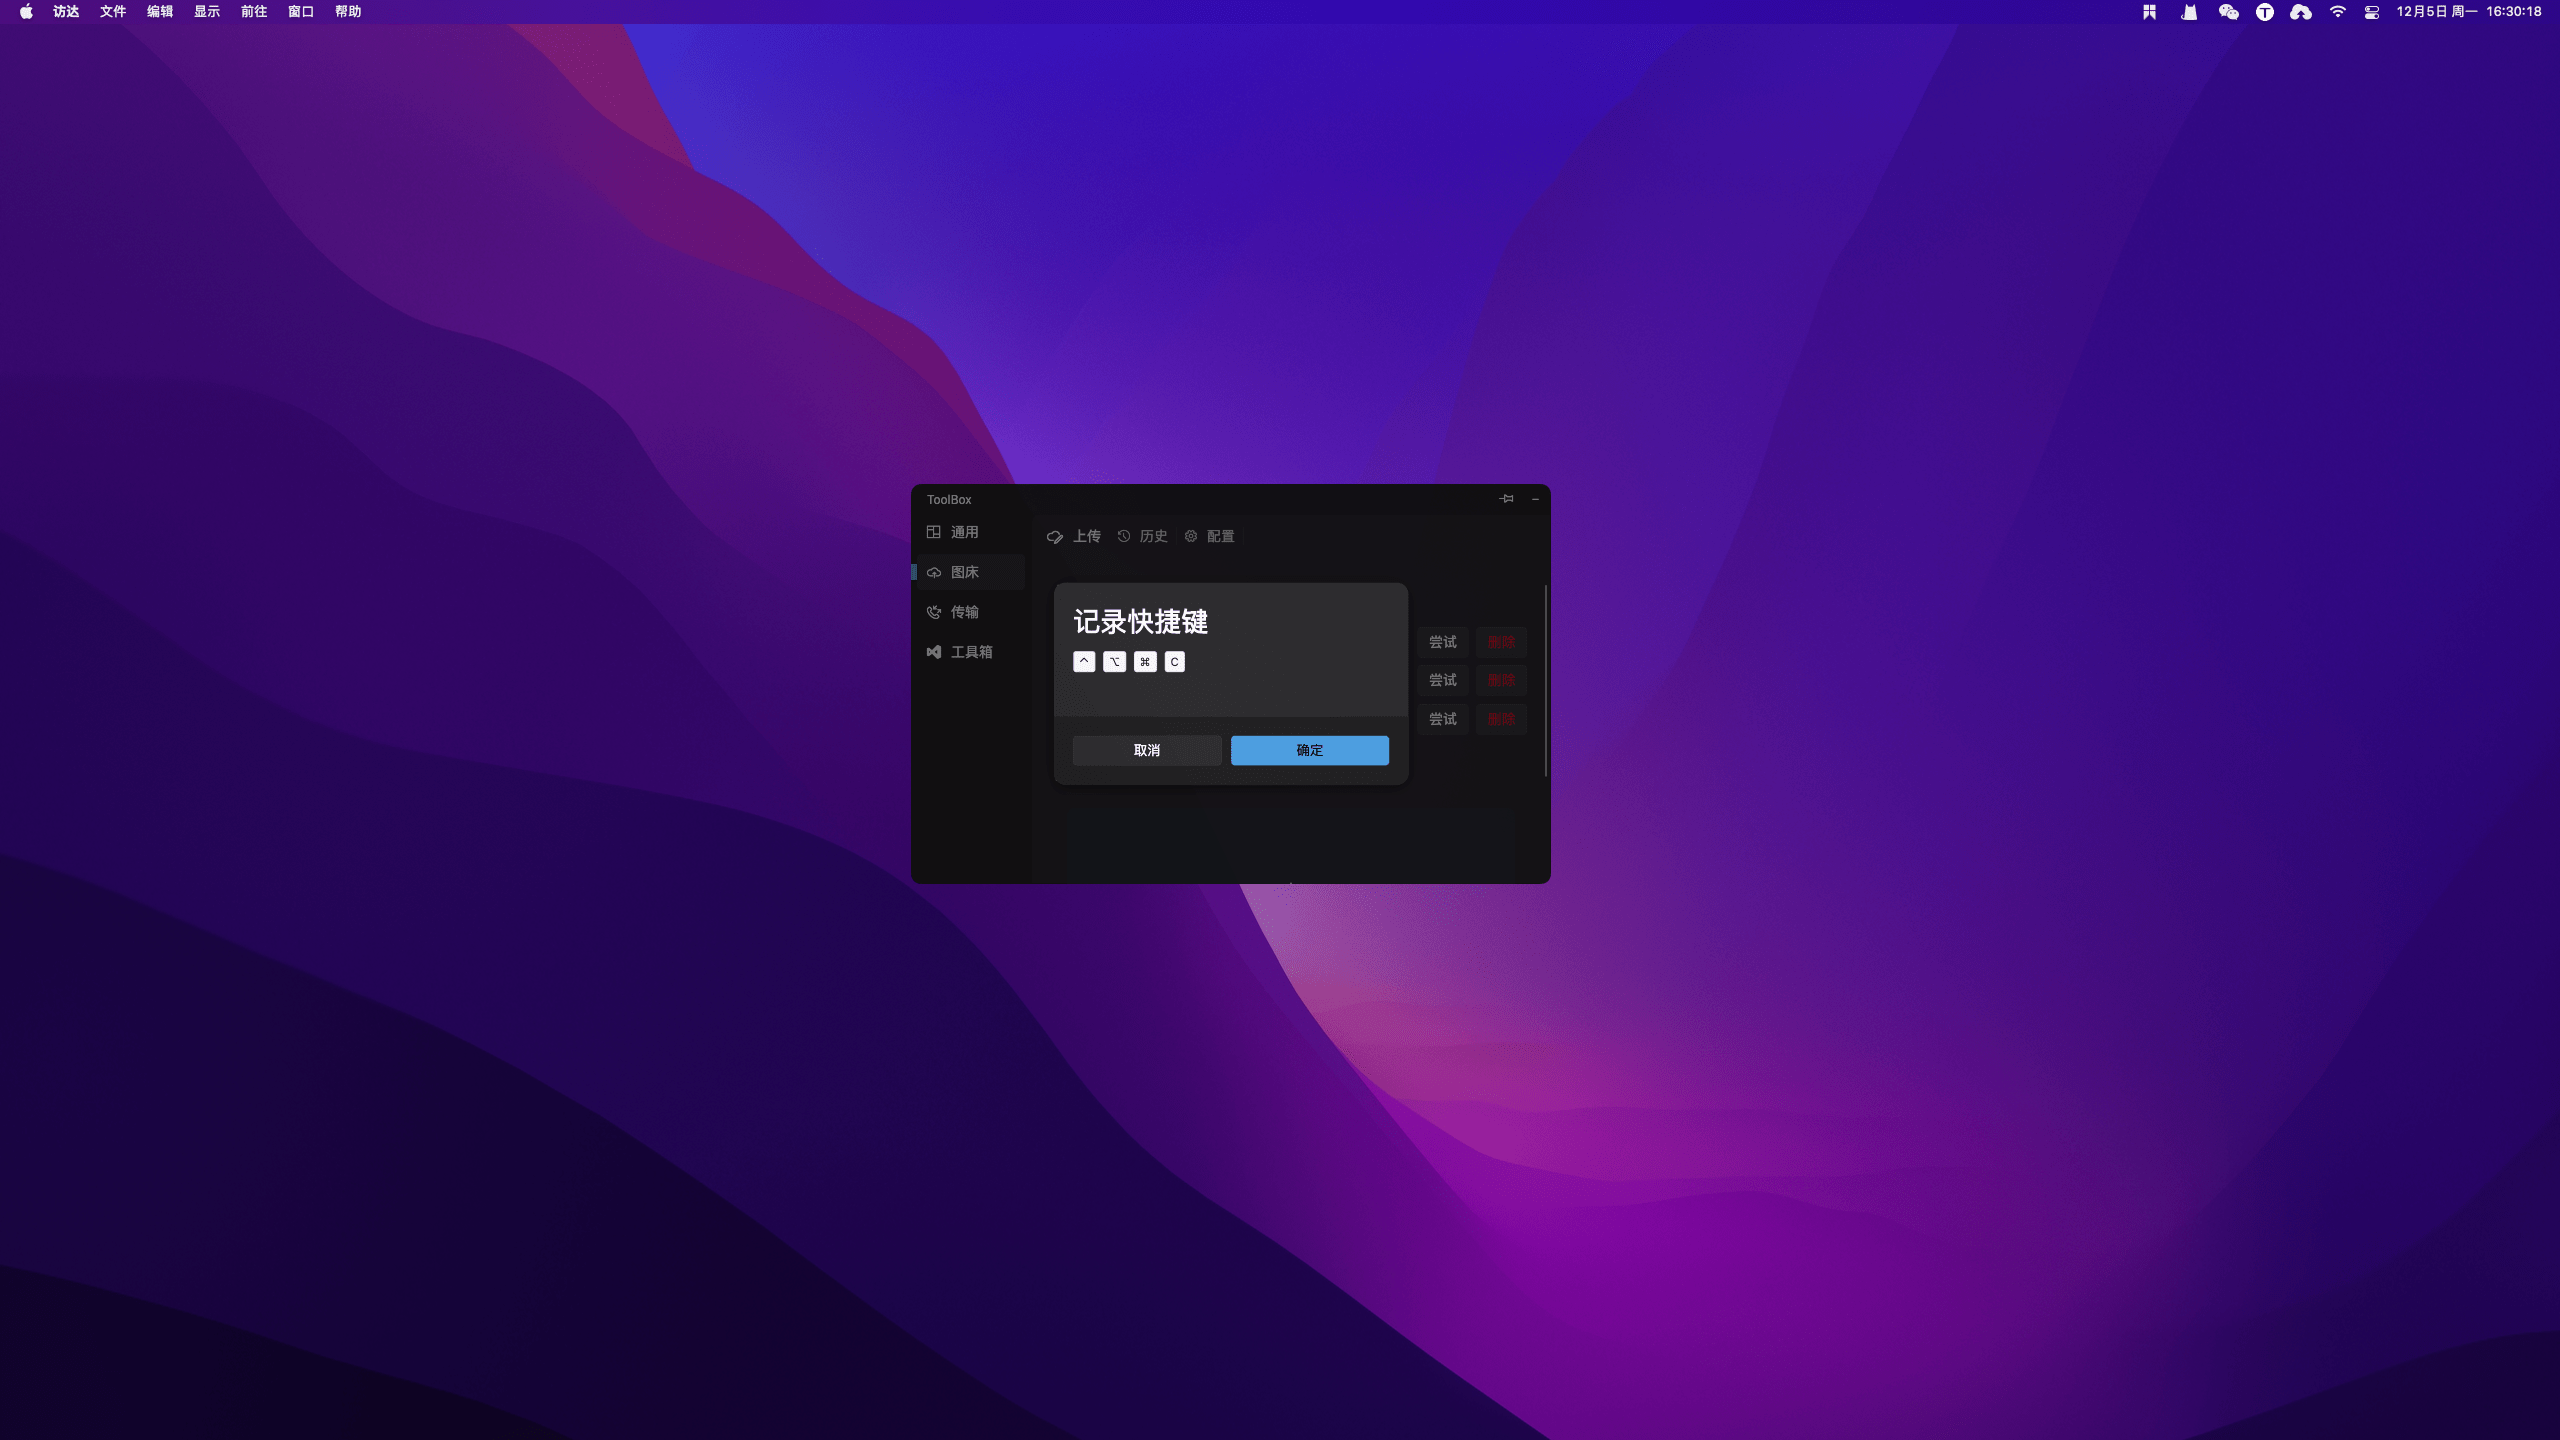 访达 文件 编辑 显示 前往 窗口 帮助 12月5日 周一 16:30:18
ToolBox
通用
图床
传输
工具箱
上传 历史 配置
记录快捷键
^ ⌥ ⌘ C
取消 确定
尝试 删除
尝试 删除
尝试 删除